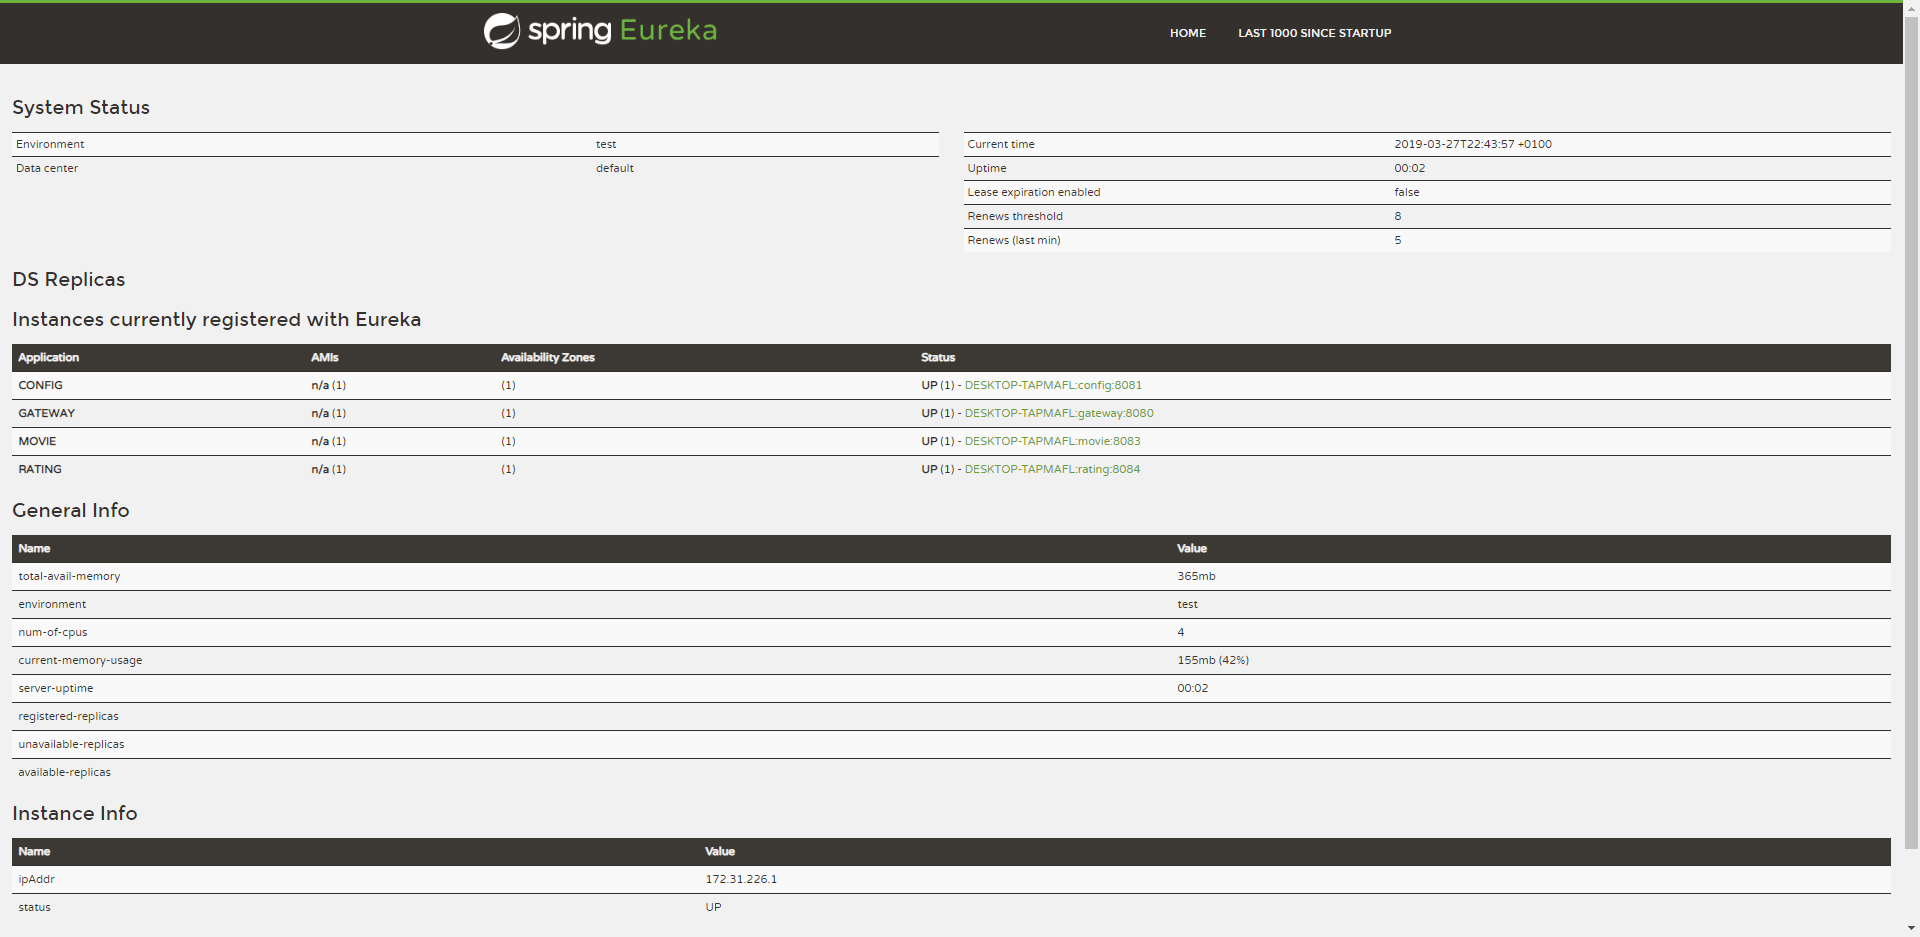 spring Eureka
HOME LAST 1000 SINCE STARTUP
System Status
Environment test
Data center default
Current time 2019-03-27T22:43:57 +0100
Uptime 00:02
Lease expiration enabled false
Renews threshold 8
Renews (last min) 5
DS Replicas
Instances currently registered with Eureka
Application AMIs Availability Zones Status
CONFIG n/a (1) (1) UP (1) - DESKTOP-TAPMAFL:config:8081
GATEWAY n/a (1) (1) UP (1) - DESKTOP-TAPMAFL:gateway:8080
MOVIE n/a (1) (1) UP (1) - DESKTOP-TAPMAFL:movie:8083
RATING n/a (1) (1) UP (1) - DESKTOP-TAPMAFL:rating:8084
General Info
Name Value
total-avail-memory 365mb
environment test
num-of-cpus 4
current-memory-usage 155mb (42%)
server-uptime 00:02
registered-replicas
unavailable-replicas
available-replicas
Instance Info
Name Value
ipAddr 172.31.226.1
status UP